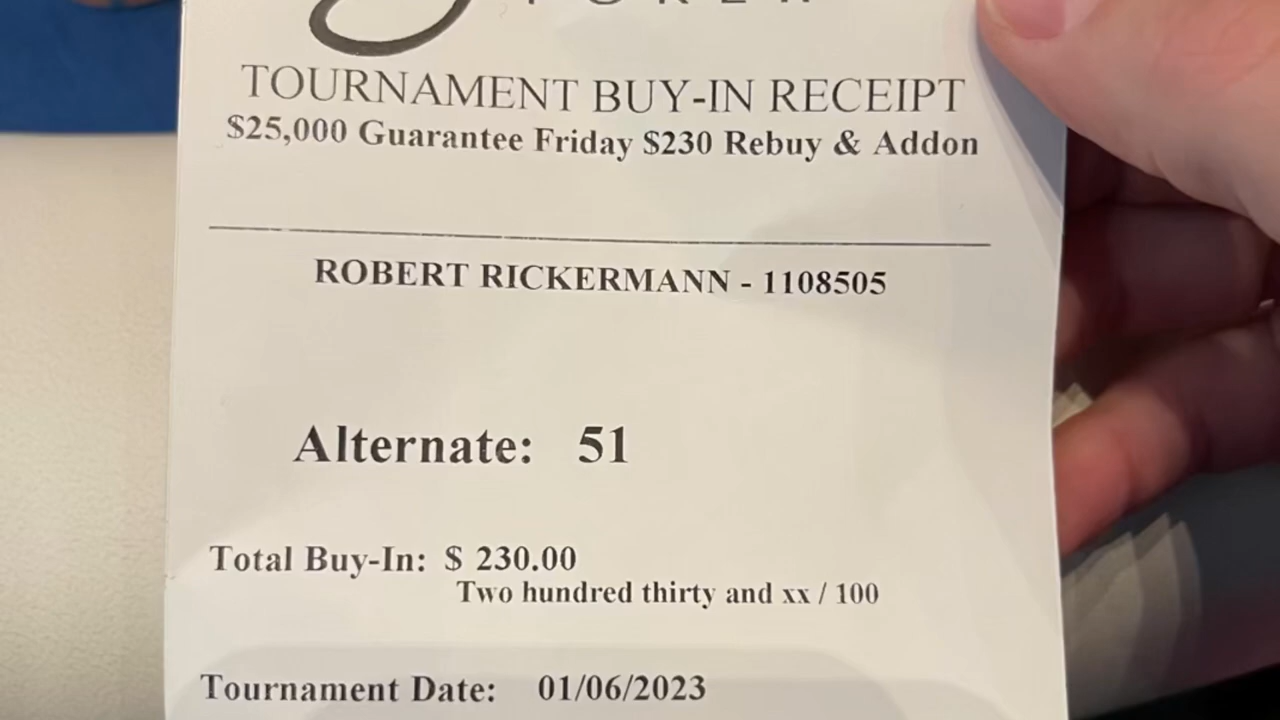 TOURNAMENT BUY-IN RECEIPT
$25,000 Guarantee Friday $230 Rebuy & Addon
ROBERT RICKERMANN - 1108505
Alternate: 51
Total Buy-In: $ 230.00
Two hundred thirty and xx / 100
Tournament Date: 01/06/2023